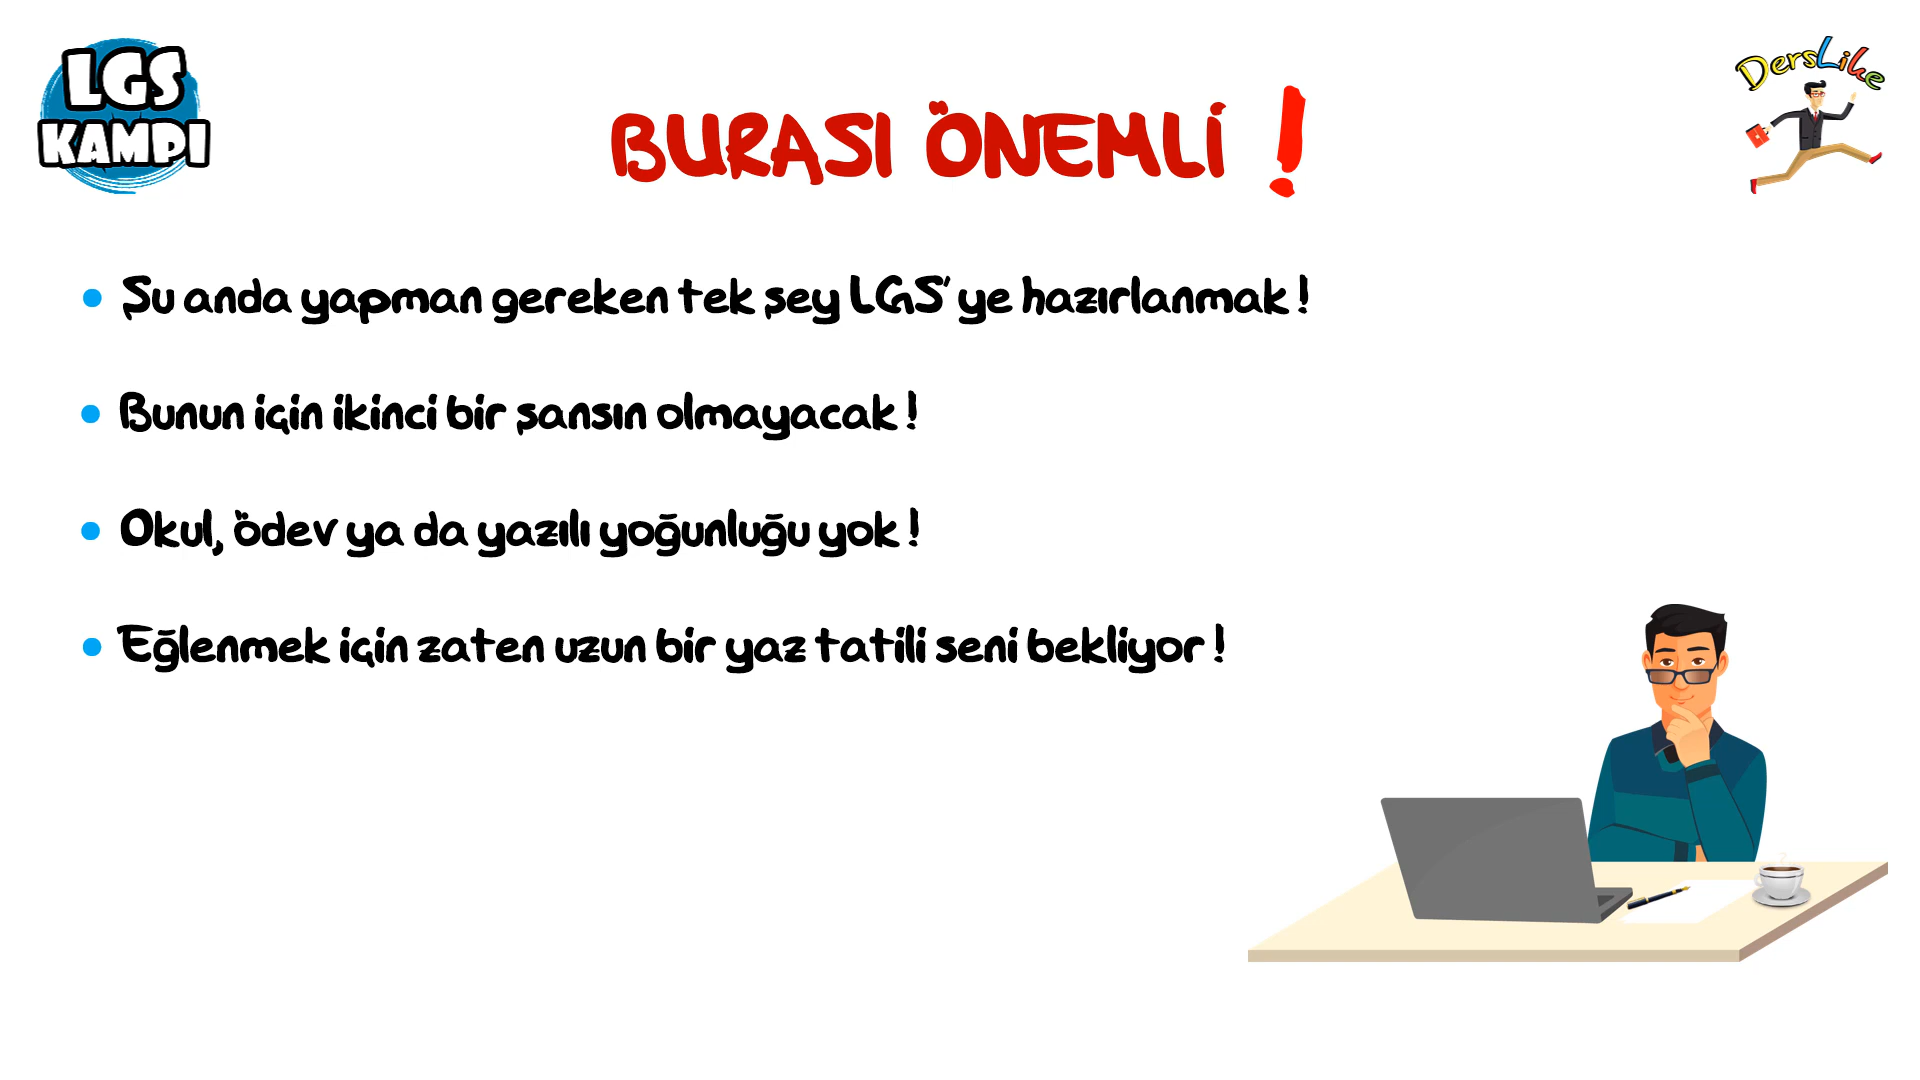 LGS
KAMPI
DersLike
BURASI ÖNEMLİ !
• Şu anda yapman gereken tek şey LGS'ye hazırlanmak !
• Bunun için ikinci bir şansın olmayacak !
• Okul, ödev ya da yazılı yoğunluğu yok !
• Eğlenmek için zaten uzun bir yaz tatili seni bekliyor !